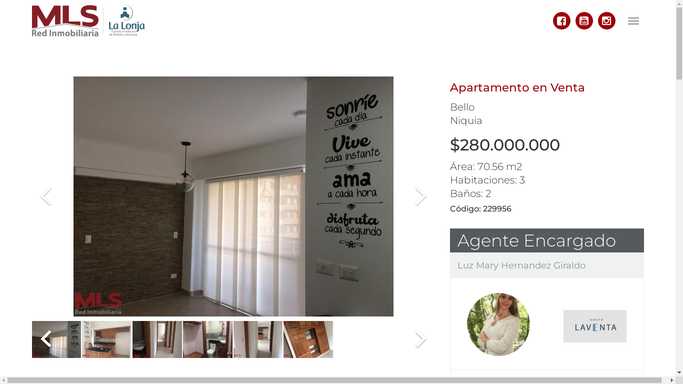 MLS
Red Inmobiliaria
La Lonja
Apartamento en Venta
Bello
Niquia
$280.000.000
Área: 70.56 m2
Habitaciones: 3
Baños: 2
Código: 229956
Agente Encargado
Luz Mary Hernandez Giraldo
sonríe
cada día
Vive
cada instante
ama
a cada hora
disfruta
cada segundo
MLS
Red Inmobiliaria
LAVENTA